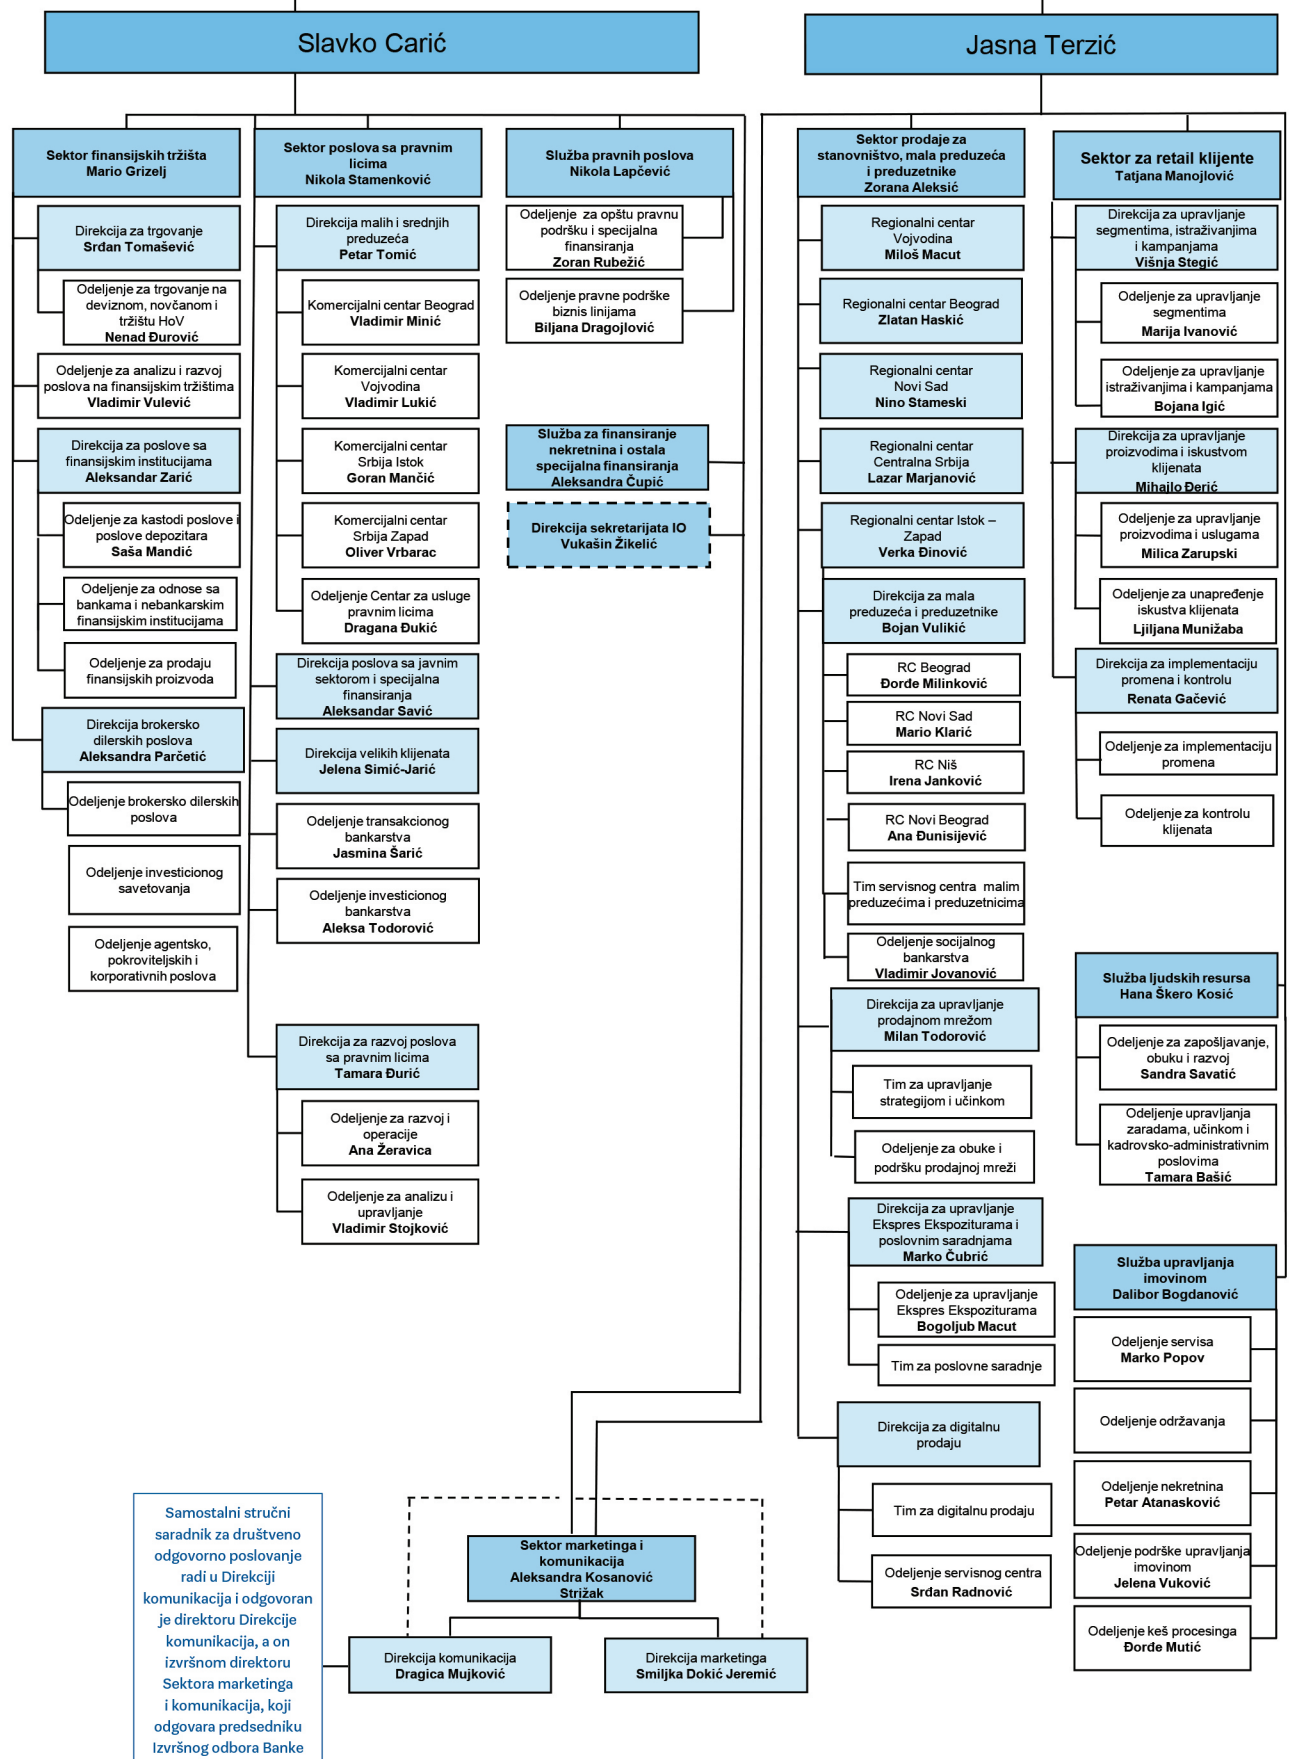 Slavko Carić
Jasna Terzić
Sektor finansijskih tržišta
Mario Grizelj
Direkcija za trgovanje
Srđan Tomašević
Odeljenje za trgovanje na
deviznom, novčanom i
tržištu HoV
Nenad Đurović
Odeljenje za analizu i razvoj
poslova na finansijskim tržištima
Vladimir Vulević
Direkcija za poslove sa
finansijskim institucijama
Aleksandar Zarić
Odeljenje za kastodi poslove i
poslove depozitara
Saša Mandić
Odeljenje za odnose sa
bankama i nebankarskim
finansijskim institucijama
Odeljenje za prodaju
finansijskih proizvoda
Direkcija brokersko
dilerskih poslova
Aleksandra Parčetić
Odeljenje brokersko dilerskih
poslova
Odeljenje investicionog
savetovanja
Odeljenje agentsko,
pokroviteljskih i
korporativnih poslova
Sektor poslova sa pravnim
licima
Nikola Stamenković
Direkcija malih i srednjih
preduzeća
Petar Tomić
Komercijalni centar Beograd
Vladimir Minić
Komercijalni centar
Vojvodina
Vladimir Lukić
Komercijalni centar
Srbija Istok
Goran Mančić
Komercijalni centar
Srbija Zapad
Oliver Vrbarac
Odeljenje Centar za usluge
pravnim licima
Dragana Đukić
Direkcija poslova sa javnim
sektorom i specijalna
finansiranja
Aleksandar Savić
Direkcija velikih klijenata
Jelena Simić-Jarić
Odeljenje transakcionog
bankarstva
Jasmina Šarić
Odeljenje investicionog
bankarstva
Aleksa Todorović
Direkcija za razvoj poslova
sa pravnim licima
Tamara Đurić
Odeljenje za razvoj i
operacije
Ana Žeravica
Odeljenje za analizu i
upravljanje
Vladimir Stojković
Služba pravnih poslova
Nikola Lapčević
Odeljenje  za opštu pravnu
podršku i specijalna
finansiranja
Zoran Rubežić
Odeljenje pravne podrške
biznis linijama
Biljana Dragojlović
Služba za finansiranje
nekretnina i ostala
specijalna finansiranja
Aleksandra Čupić
Direkcija sekretarijata IO
Vukašin Žikelić
Sektor prodaje za
stanovništvo, mala preduzeća
i preduzetnike
Zorana Aleksić
Regionalni centar
Vojvodina
Miloš Macut
Regionalni centar Beograd
Zlatan Haskić
Regionalni centar
Novi Sad
Nino Stameski
Regionalni centar
Centralna Srbija
Lazar Marjanović
Regionalni centar Istok –
Zapad
Verka Đinović
Direkcija za mala
preduzeća i preduzetnike
Bojan Vulikić
RC Beograd
Đorđe Milinković
RC Novi Sad
Mario Klarić
RC Niš
Irena Janković
RC Novi Beograd
Ana Đunisijević
Tim servisnog centra  malim
preduzećima i preduzetnicima
Odeljenje socijalnog
bankarstva
Vladimir Jovanović
Direkcija za upravljanje
prodajnom mrežom
Milan Todorović
Tim za upravljanje
strategijom i učinkom
Odeljenje za obuke i
podršku prodajnoj mreži
Direkcija za upravljanje
Ekspres Ekspoziturama i
poslovnim saradnjama
Marko Čubrić
Odeljenje za upravljanje
Ekspres Ekspoziturama
Bogoljub Macut
Tim za poslovne saradnje
Direkcija za digitalnu
prodaju
Tim za digitalnu prodaju
Odeljenje servisnog centra
Srđan Radnović
Sektor za retail klijente
Tatjana Manojlović
Direkcija za upravljanje
segmentima, istraživanjima
i kampanjama
Višnja Stegić
Odeljenje za upravljanje
segmentima
Marija Ivanović
Odeljenje za upravljanje
istraživanjima i kampanjama
Bojana Igić
Direkcija za upravljanje
proizvodima i iskustvom
klijenata
Mihajlo Đerić
Odeljenje za upravljanje
proizvodima i uslugama
Milica Zarupski
Odeljenje za unapređenje
iskustva klijenata
Ljiljana Munižaba
Direkcija za implementaciju
promena i kontrolu
Renata Gačević
Odeljenje za implementaciju
promena
Odeljenje za kontrolu
klijenata
Služba ljudskih resursa
Hana Škero Kosić
Odeljenje za zapošljavanje,
obuku i razvoj
Sandra Savatić
Odeljenje upravljanja
zaradama, učinkom i
kadrovsko-administrativnim
poslovima
Tamara Bašić
Služba upravljanja
imovinom
Dalibor Bogdanović
Odeljenje servisa
Marko Popov
Odeljenje održavanja
Odeljenje nekretnina
Petar Atanasković
Odeljenje podrške upravljanja
imovinom
Jelena Vuković
Odeljenje keš procesinga
Đorđe Mutić
Sektor marketinga i
komunikacija
Aleksandra Kosanović
Strižak
Direkcija komunikacija
Dragica Mujković
Direkcija marketinga
Smiljka Dokić Jeremić
Samostalni stručni
saradnik za društveno
odgovorno poslovanje
radi u Direkciji
komunikacija i odgovoran
je direktoru Direkcije
komunikacija, a on
izvršnom direktoru
Sektora marketinga
i komunikacija, koji
odgovara predsedniku
Izvršnog odbora Banke